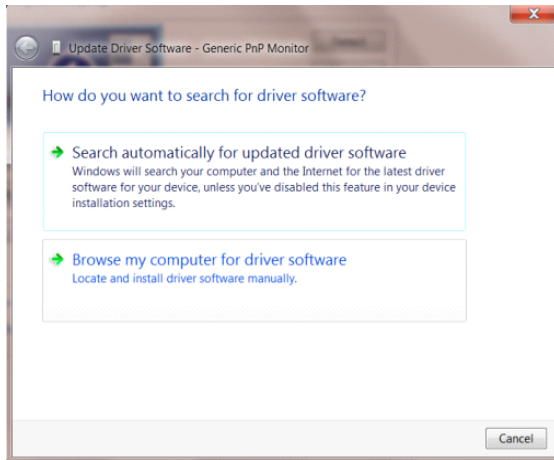 Update Driver Software - Generic PnP Monitor
How do you want to search for driver software?
Search automatically for updated driver software
Windows will search your computer and the Internet for the latest driver
software for your device, unless you've disabled this feature in your device
installation settings.
Browse my computer for driver software
Locate and install driver software manually.
Cancel